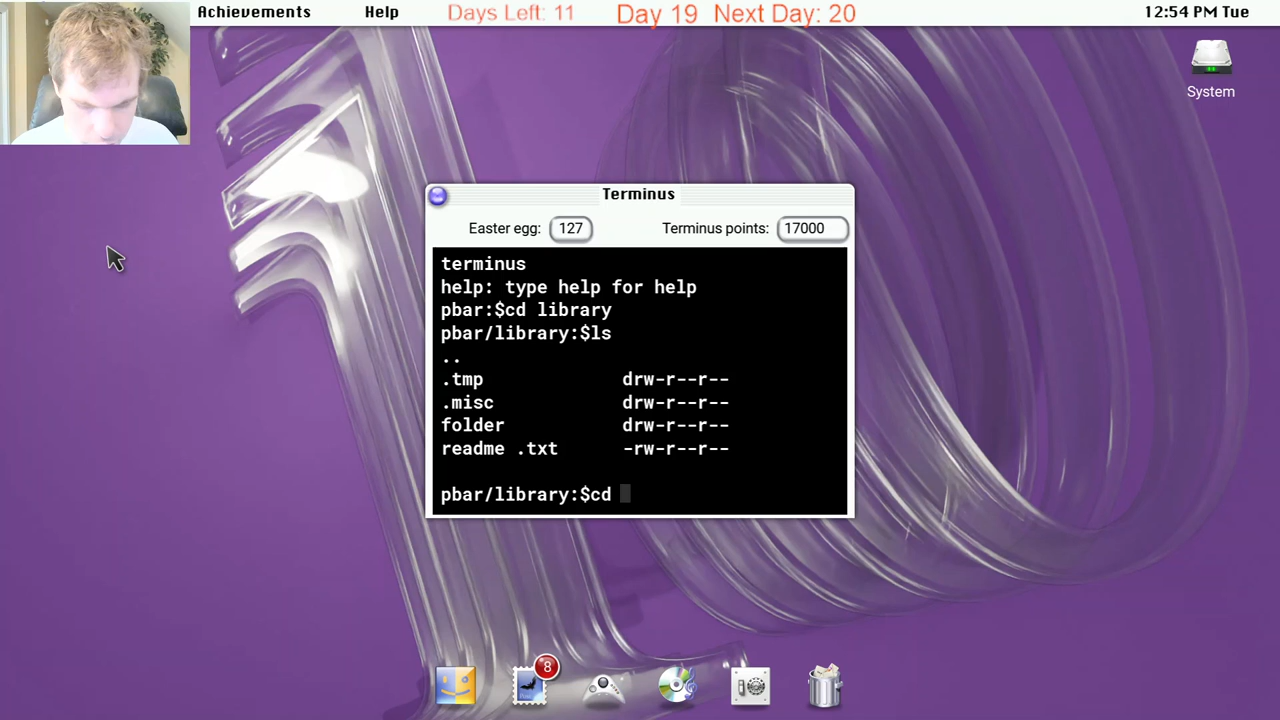 Achievements Help Days Left: 11 Day 19 Next Day: 20 12:54 PM Tue
System
Terminus
Easter egg: 127 Terminus points: 17000
terminus
help: type help for help
pbar:$cd library
pbar/library:$ls
..
.tmp drw-r--r--
.misc drw-r--r--
folder drw-r--r--
readme .txt -rw-r--r--
pbar/library:$cd
8